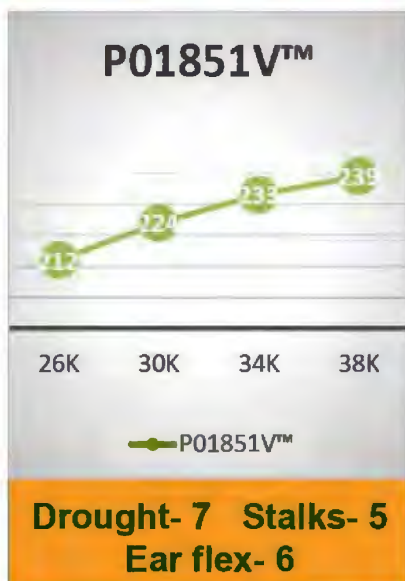 P01851V™
212
224
233
239
26K 30K 34K 38K
P01851V™
Drought- 7 Stalks- 5
Ear flex- 6